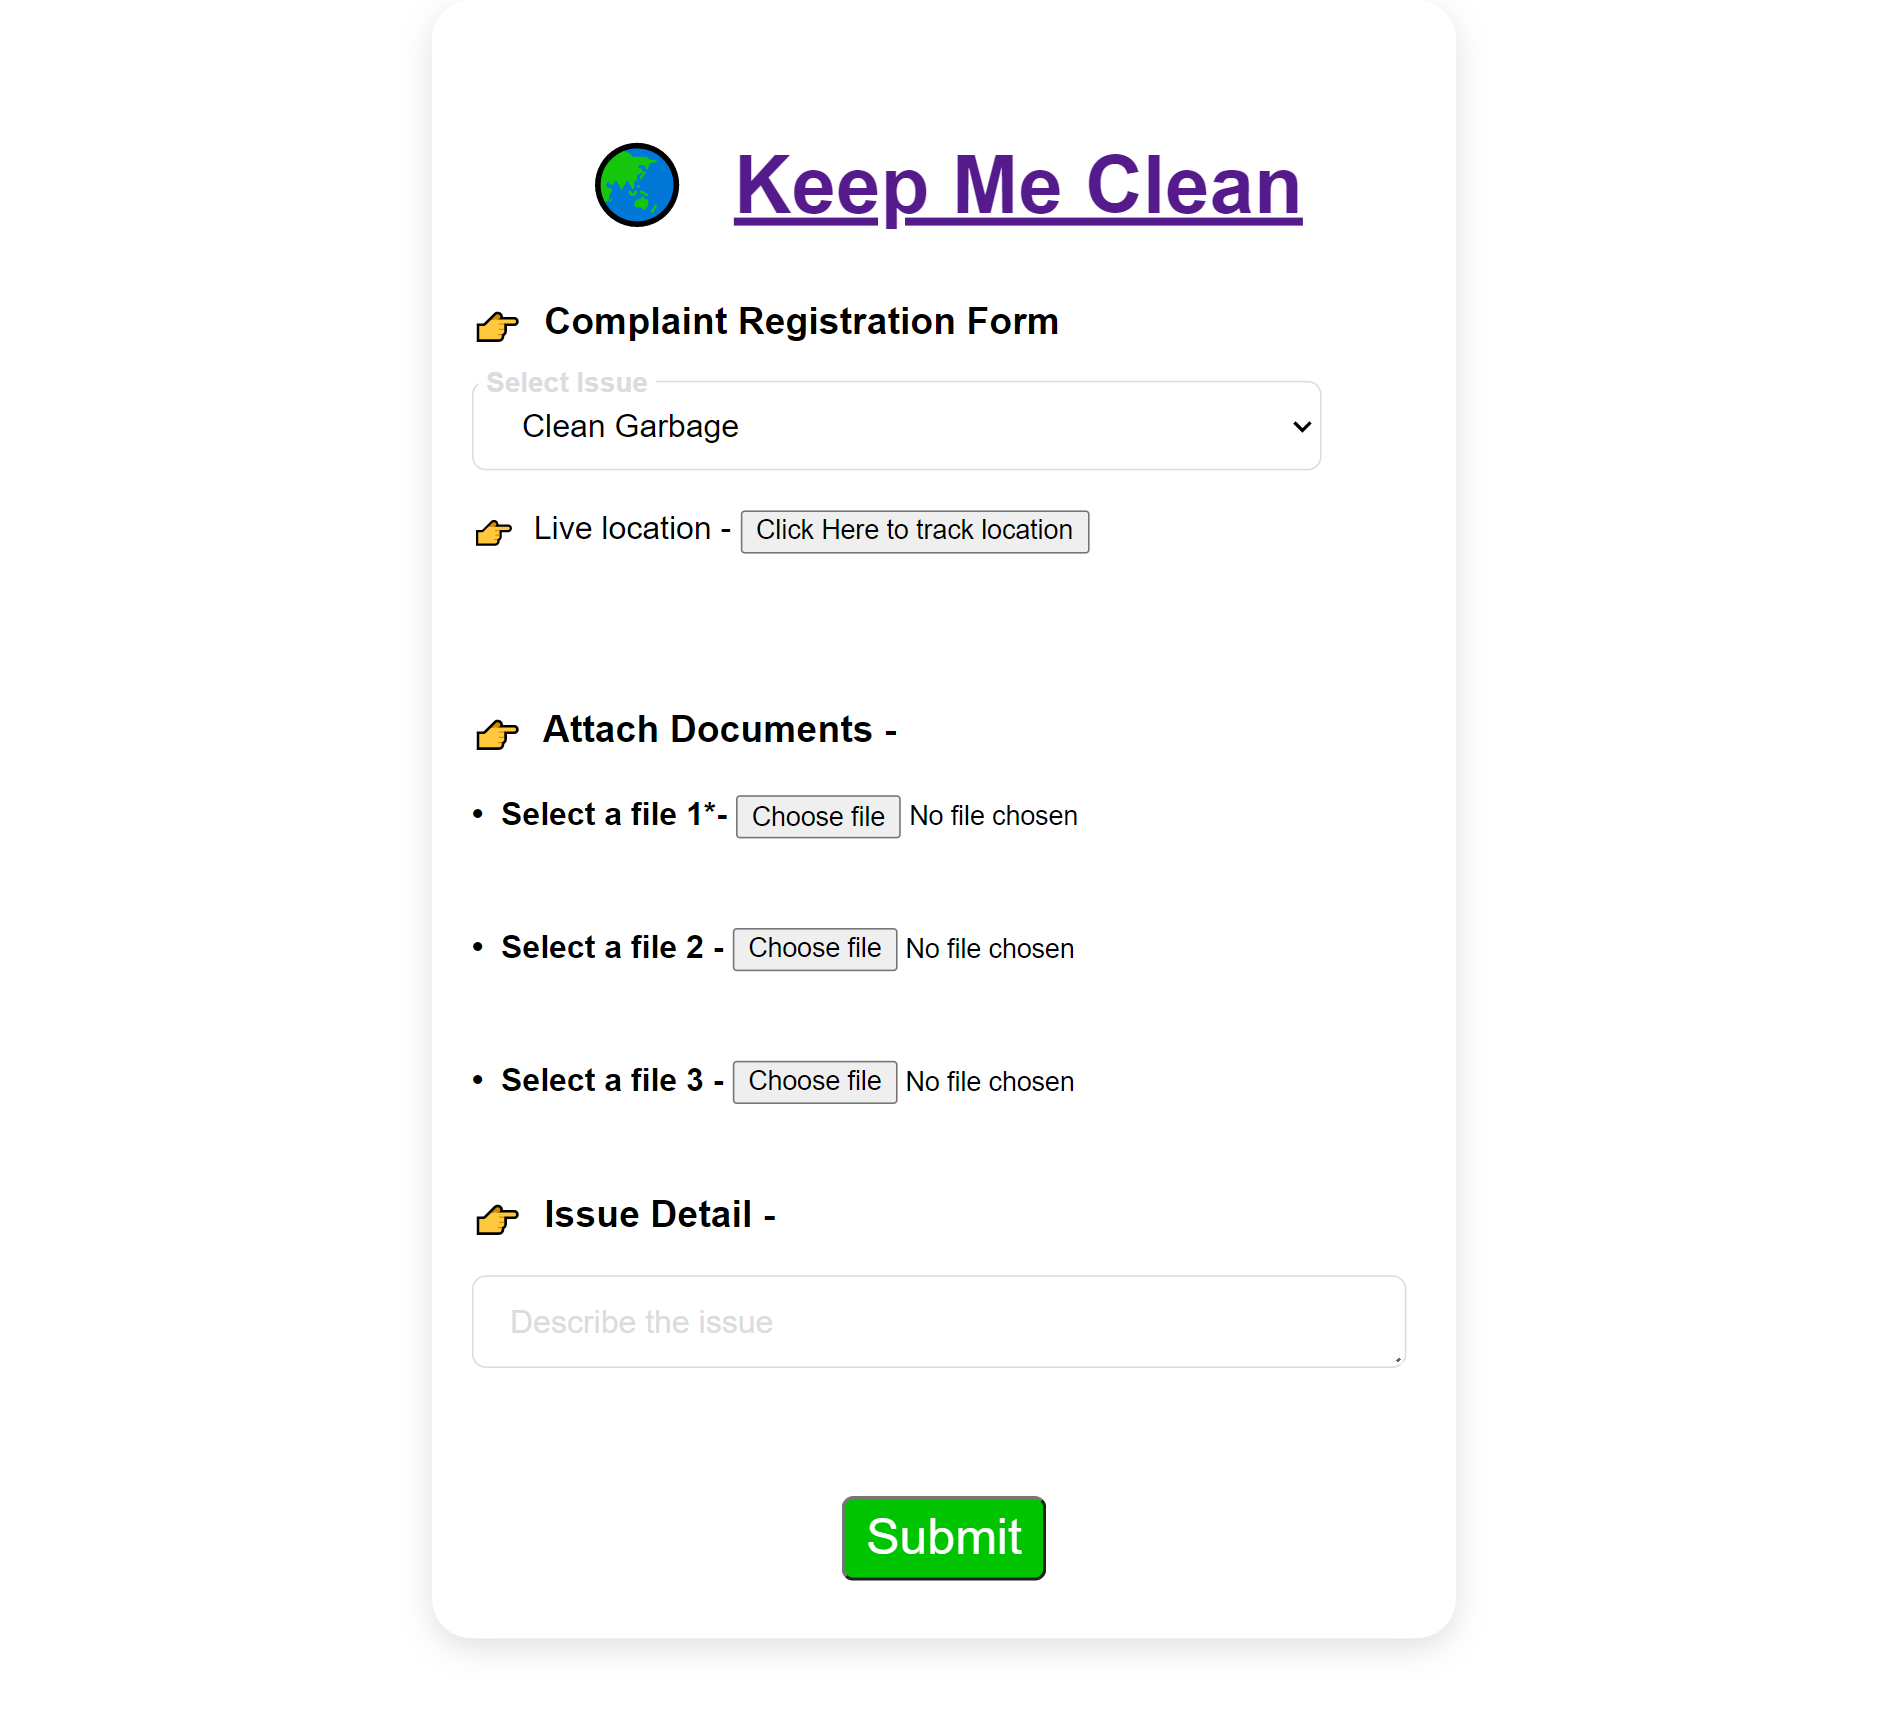 Keep Me Clean
Complaint Registration Form
Select Issue
Clean Garbage
Live location - Click Here to track location
Attach Documents -
• Select a file 1*- Choose file No file chosen
• Select a file 2 - Choose file No file chosen
• Select a file 3 - Choose file No file chosen
Issue Detail -
Describe the issue
Submit